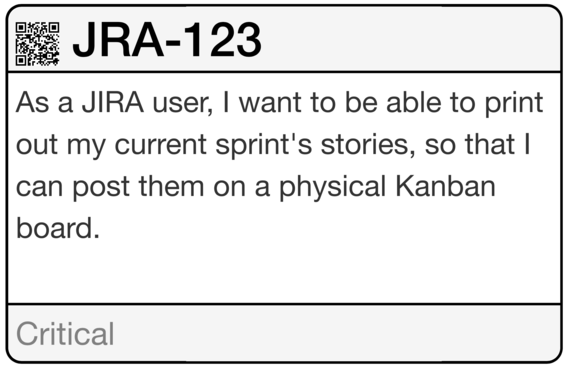 JRA-123
As a JIRA user, I want to be able to print
out my current sprint's stories, so that I
can post them on a physical Kanban
board.
Critical